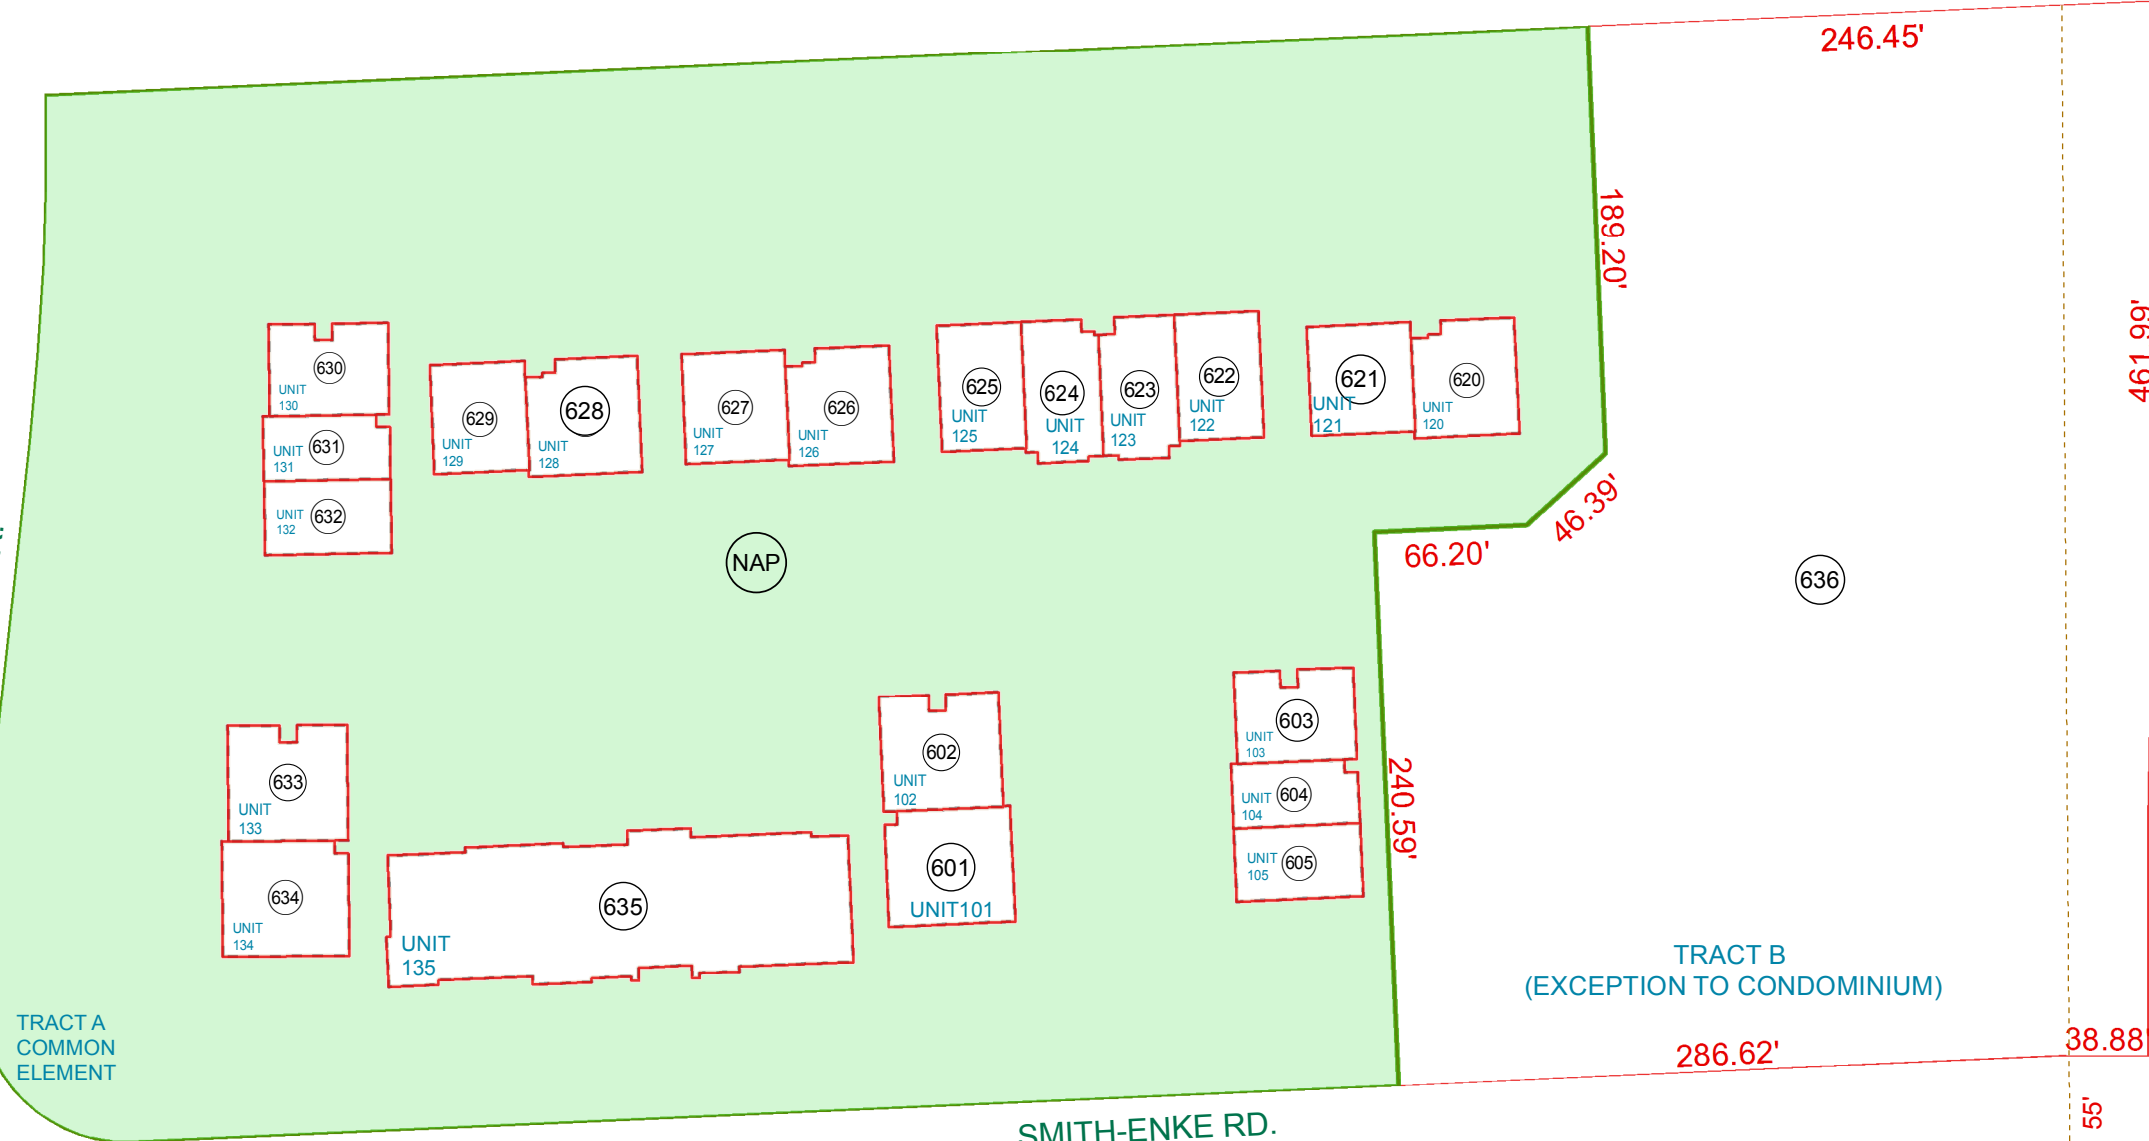 246.45'
189.20'
461.99'
630
UNIT
130
631
UNIT
131
632
UNIT
132
629
UNIT
129
628
UNIT
128
627
UNIT
127
626
UNIT
126
625
UNIT
125
624
UNIT
124
623
UNIT
123
622
UNIT
122
621
UNIT
121
620
UNIT
120
46.39'
66.20'
NAP
636
633
UNIT
133
634
UNIT
134
635
UNIT
135
602
UNIT
102
601
UNIT101
603
UNIT
103
604
UNIT
104
605
UNIT
105
240.59'
TRACT B
(EXCEPTION TO CONDOMINIUM)
TRACT A
COMMON
ELEMENT
286.62'
38.88'
55'
SMITH-ENKE RD.